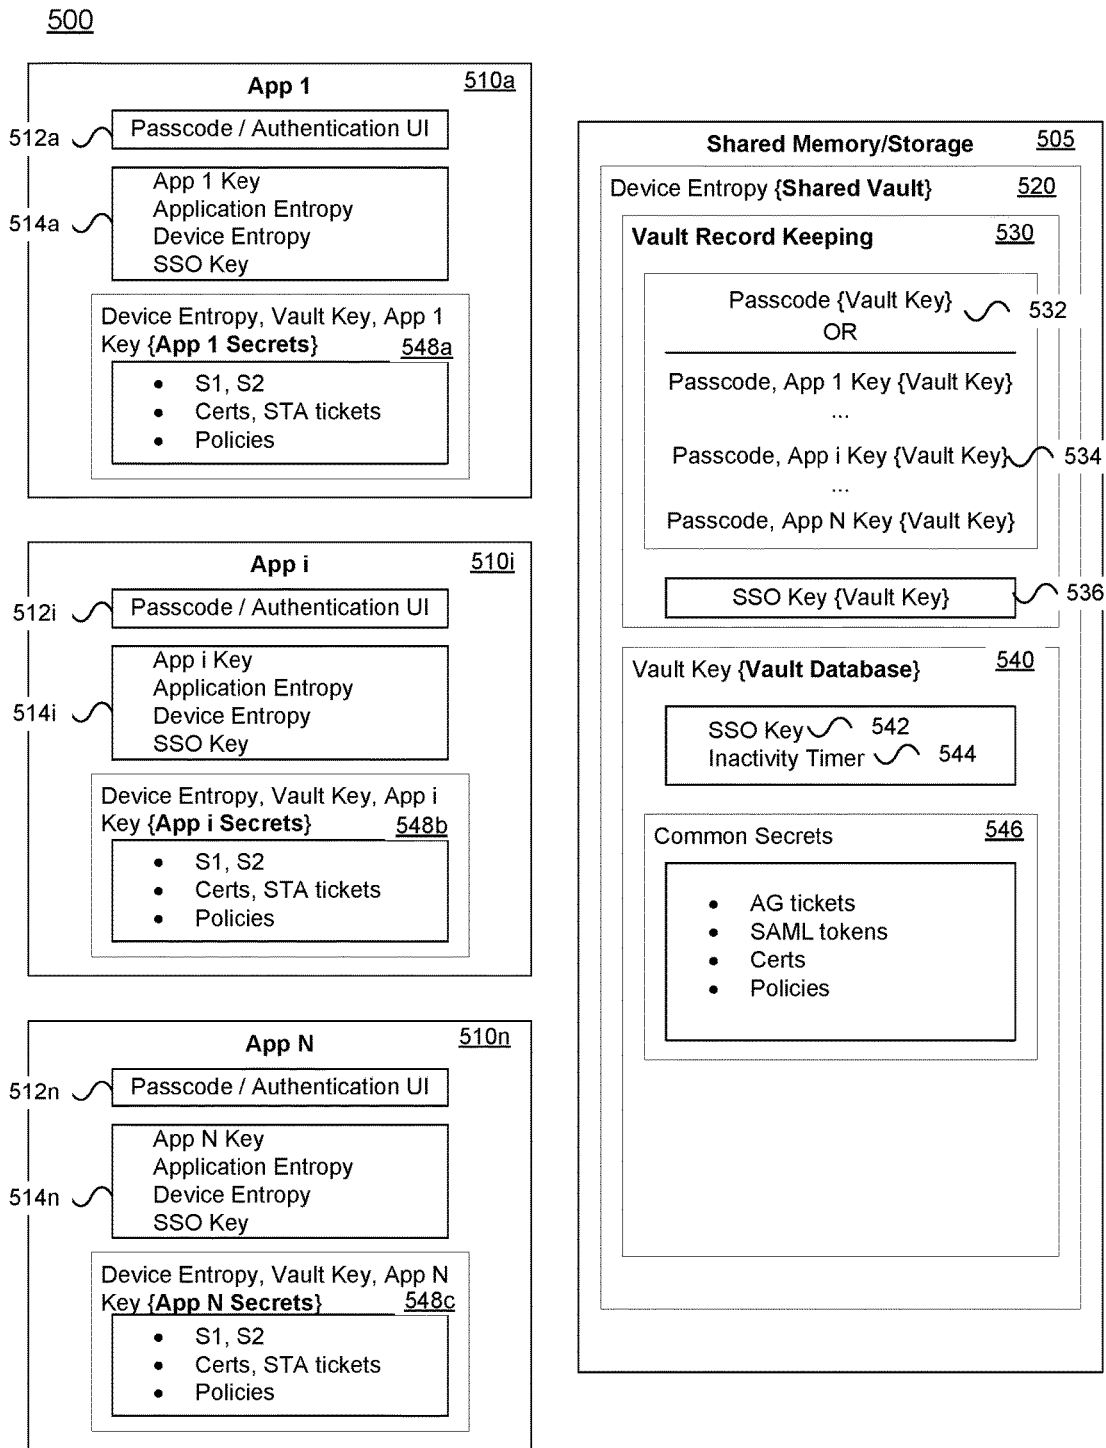 500
App 1
510a
512a
Passcode / Authentication UI
514a
App 1 Key
Application Entropy
Device Entropy
SSO Key
Device Entropy, Vault Key, App 1
Key {App 1 Secrets}
548a
• S1, S2
• Certs, STA tickets
• Policies
App i
510i
512i
Passcode / Authentication UI
514i
App i Key
Application Entropy
Device Entropy
SSO Key
Device Entropy, Vault Key, App i
Key {App i Secrets}
548b
• S1, S2
• Certs, STA tickets
• Policies
App N
510n
512n
Passcode / Authentication UI
514n
App N Key
Application Entropy
Device Entropy
SSO Key
Device Entropy, Vault Key, App N
Key {App N Secrets}
548c
• S1, S2
• Certs, STA tickets
• Policies
Shared Memory/Storage
505
Device Entropy {Shared Vault}
520
Vault Record Keeping
530
Passcode {Vault Key}
532
OR
Passcode, App 1 Key {Vault Key}
...
Passcode, App i Key {Vault Key}
534
...
Passcode, App N Key {Vault Key}
SSO Key {Vault Key}
536
Vault Key {Vault Database}
540
SSO Key
542
Inactivity Timer
544
Common Secrets
546
• AG tickets
• SAML tokens
• Certs
• Policies